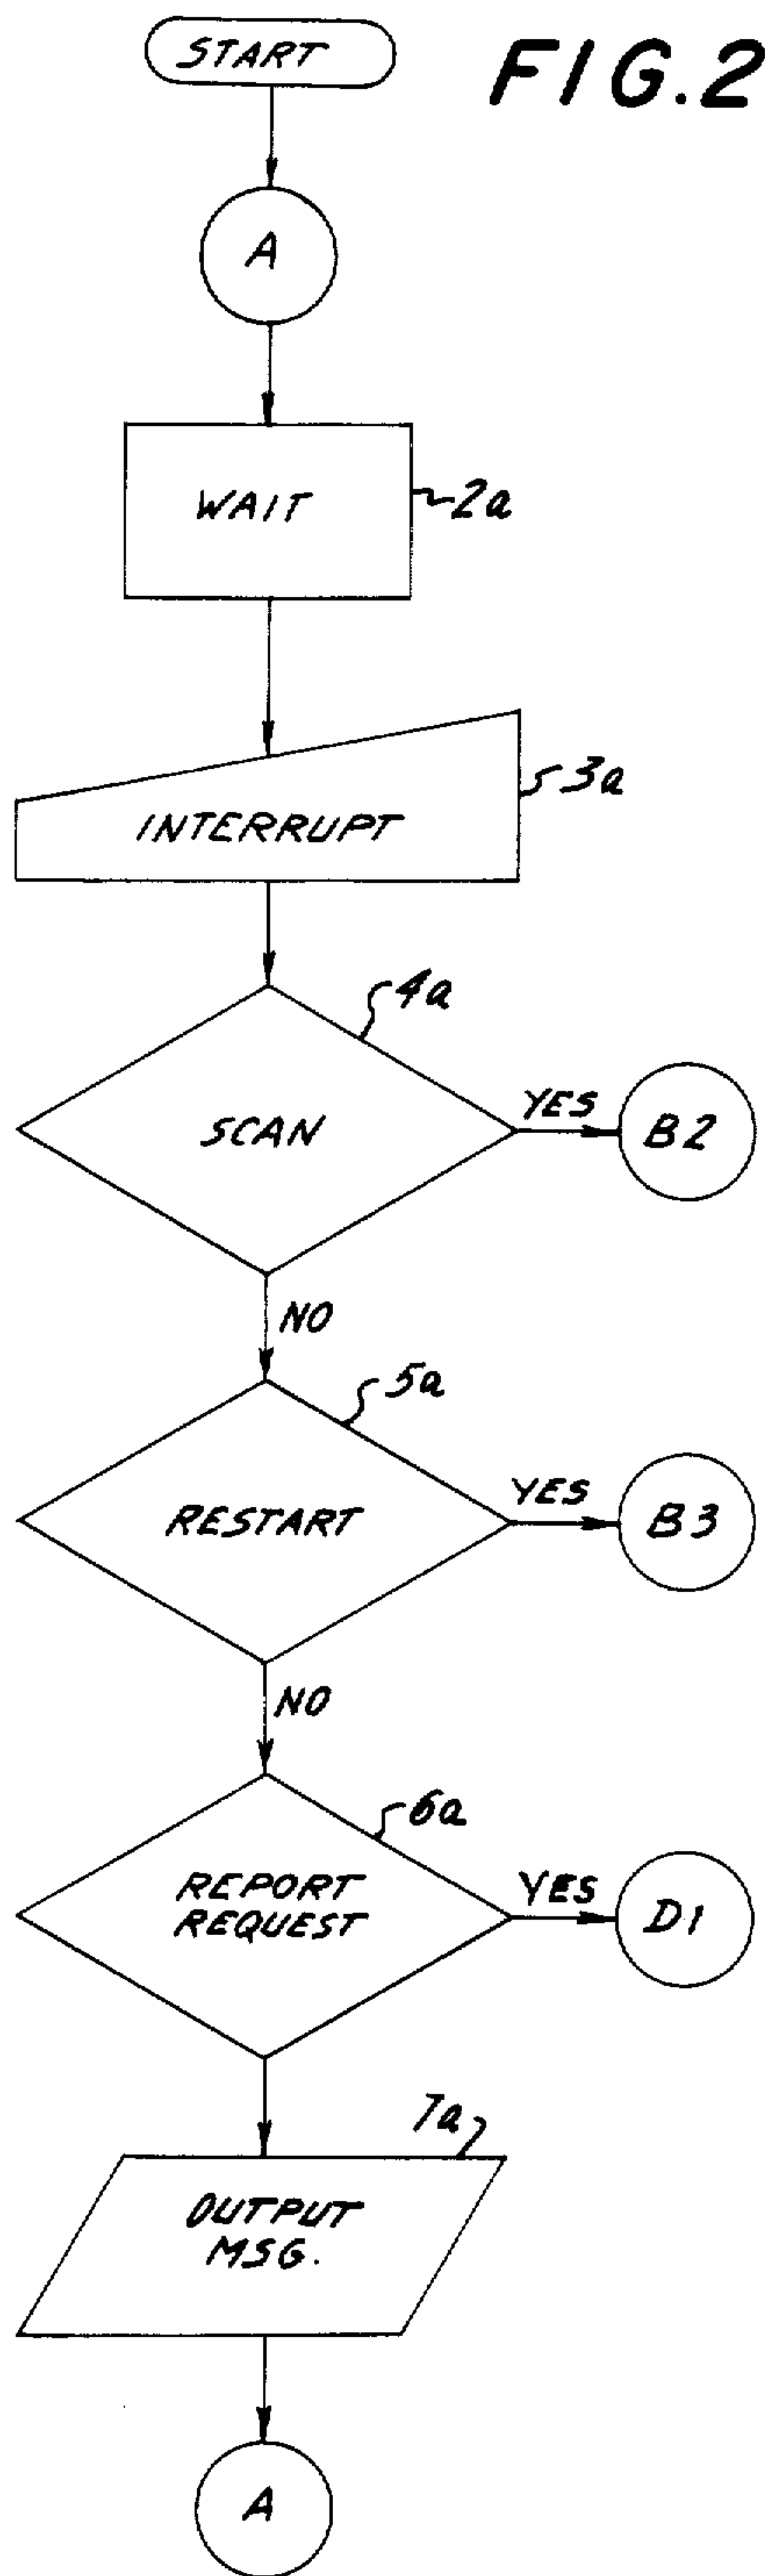 START
FIG.2
A
WAIT
2a
3a
INTERRUPT
4a
SCAN
YES
B2
NO
5a
RESTART
YES
B3
NO
6a
REPORT
REQUEST
YES
D1
7a
OUTPUT
MSG.
A